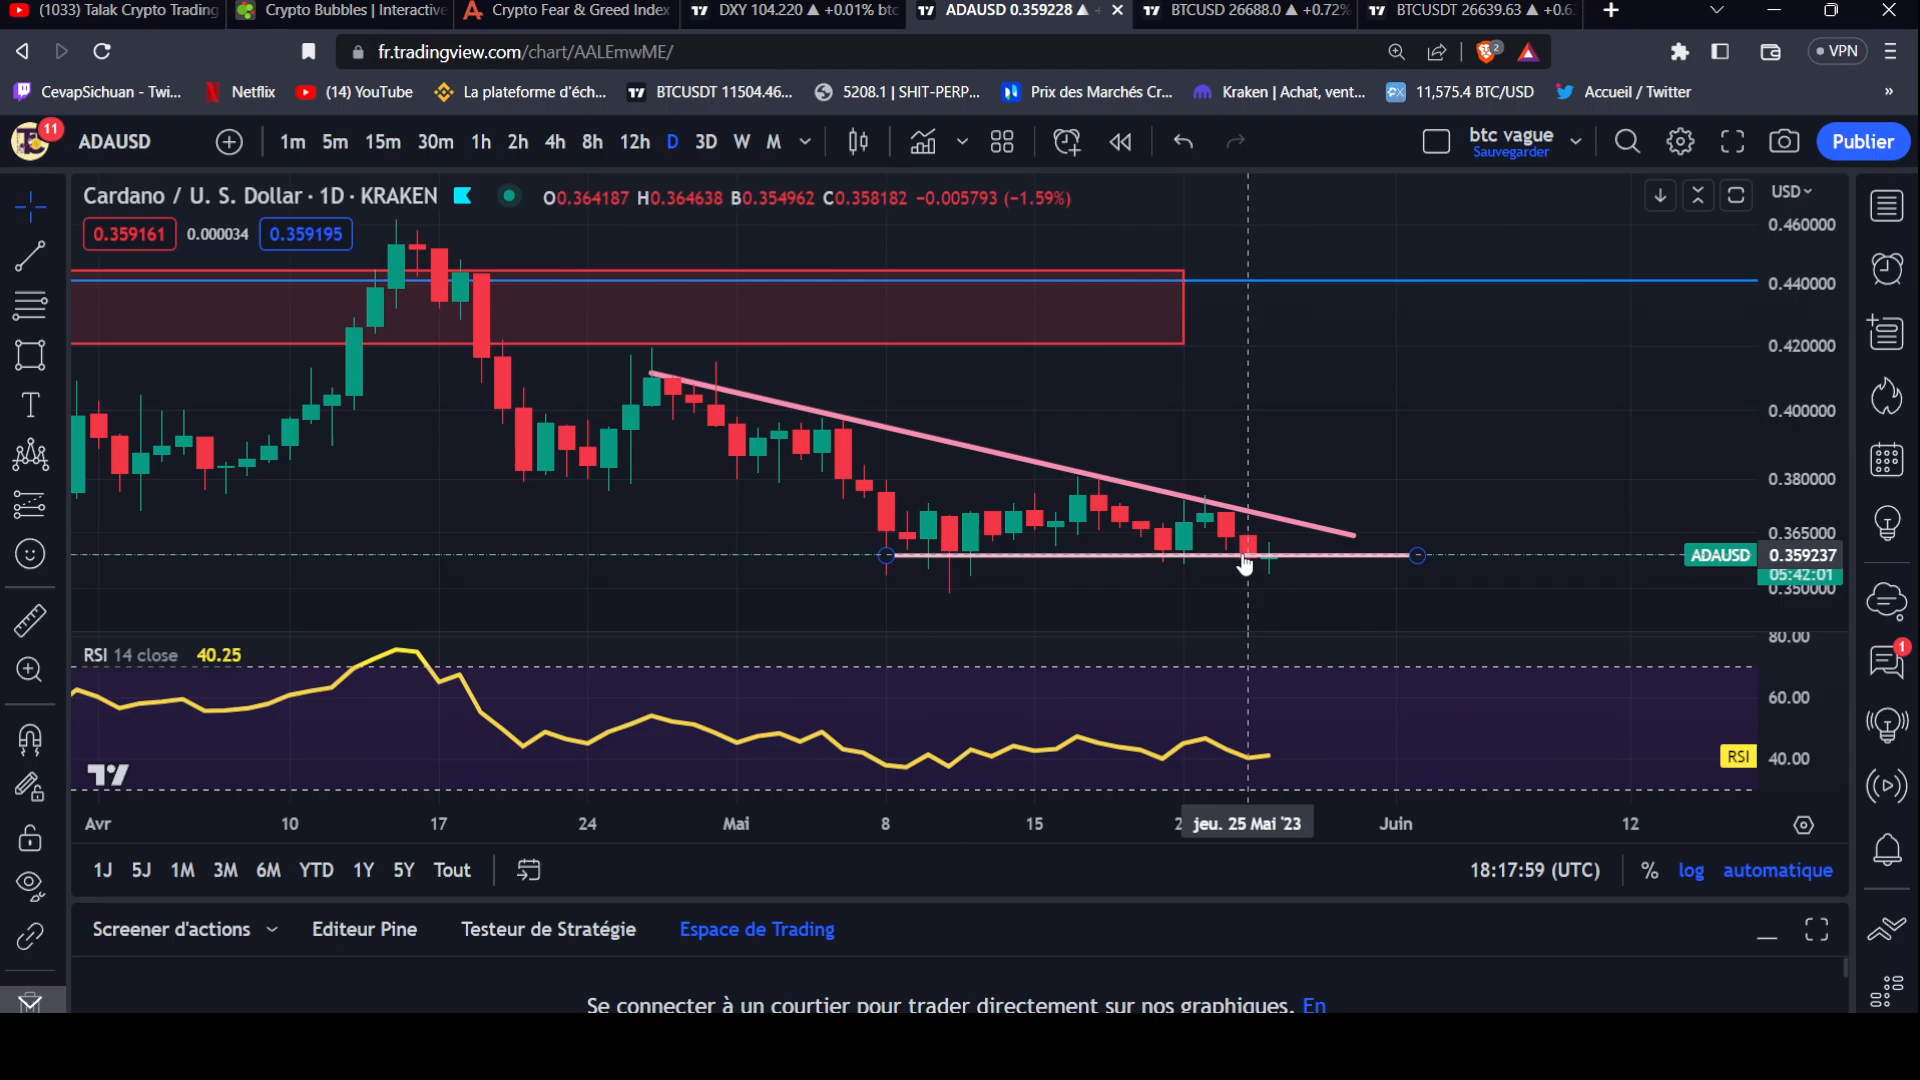 (1033) Talak Crypto Trading Crypto Bubbles | Interactive Crypto Fear & Greed Index DXY 104.220 ▲ +0.01% btc ADAUSD 0.359228 ▲ BTCUSD 26688.0 ▲ +0.72% BTCUSDT 26639.63 ▲ +0.6
fr.tradingview.com/chart/AALEmwME/ 2 VPN
CevapSichuan - Twi... Netflix (14) YouTube La plateforme d'éch... BTCUSDT 11504.46... 5208.1 | SHIT-PERP... Prix des Marchés Cr... Kraken | Achat, vent... 11,575.4 BTC/USD Accueil / Twitter »
11 ADAUSD 1m 5m 15m 30m 1h 2h 4h 8h 12h D 3D W M btc vague Publier
Sauvegarder
Cardano / U. S. Dollar · 1D · KRAKEN O0.364187 H0.364638 B0.354962 C0.358182 −0.005793 (−1.59%) USD
0.359161 0.000034 0.359195
0.460000
0.440000
0.420000
0.400000
0.380000
0.365000
ADAUSD 0.359237
05:42:01
0.350000
80.00
RSI 14 close 40.25
60.00
RSI 40.00
1
Avr 10 17 24 Mai 8 15 2 jeu. 25 Mai '23 Juin 12
1J 5J 1M 3M 6M YTD 1Y 5Y Tout 18:17:59 (UTC) % log automatique
Screener d'actions Editeur Pine Testeur de Stratégie Espace de Trading
Se connecter à un courtier pour trader directement sur nos graphiques. En